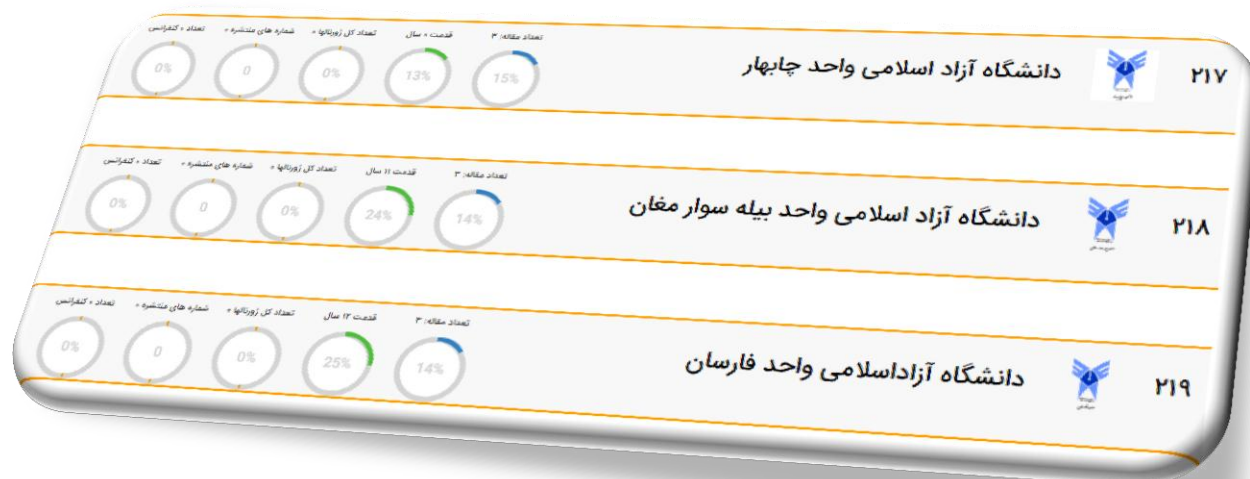 ۲۱۷
دانشگاه آزاد اسلامی واحد چابهار
تعداد مقاله: ۳
15%
قدمت ۰ سال
13%
تعداد کل ژورنالها ۰
0%
شماره های منتشره ۰
0
تعداد ۰ کنفرانس
0%
۲۱۸
دانشگاه آزاد اسلامی واحد بیله سوار مغان
تعداد مقاله: ۳
14%
قدمت ۱۱ سال
24%
تعداد کل ژورنالها ۰
0%
شماره های منتشره ۰
0
تعداد ۰ کنفرانس
0%
۲۱۹
دانشگاه آزاداسلامی واحد فارسان
تعداد مقاله: ۳
14%
قدمت ۱۲ سال
25%
تعداد کل ژورنالها ۰
0%
شماره های منتشره ۰
0
تعداد ۰ کنفرانس
0%